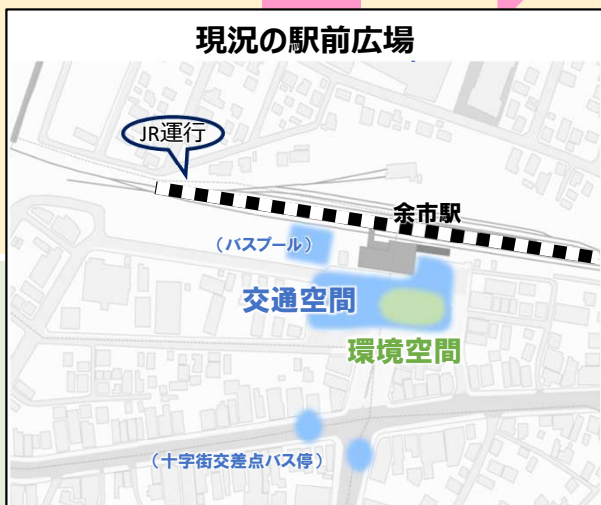 現況の駅前広場
JR運行
余市駅
（バスプール）
交通空間
環境空間
（十字街交差点バス停）